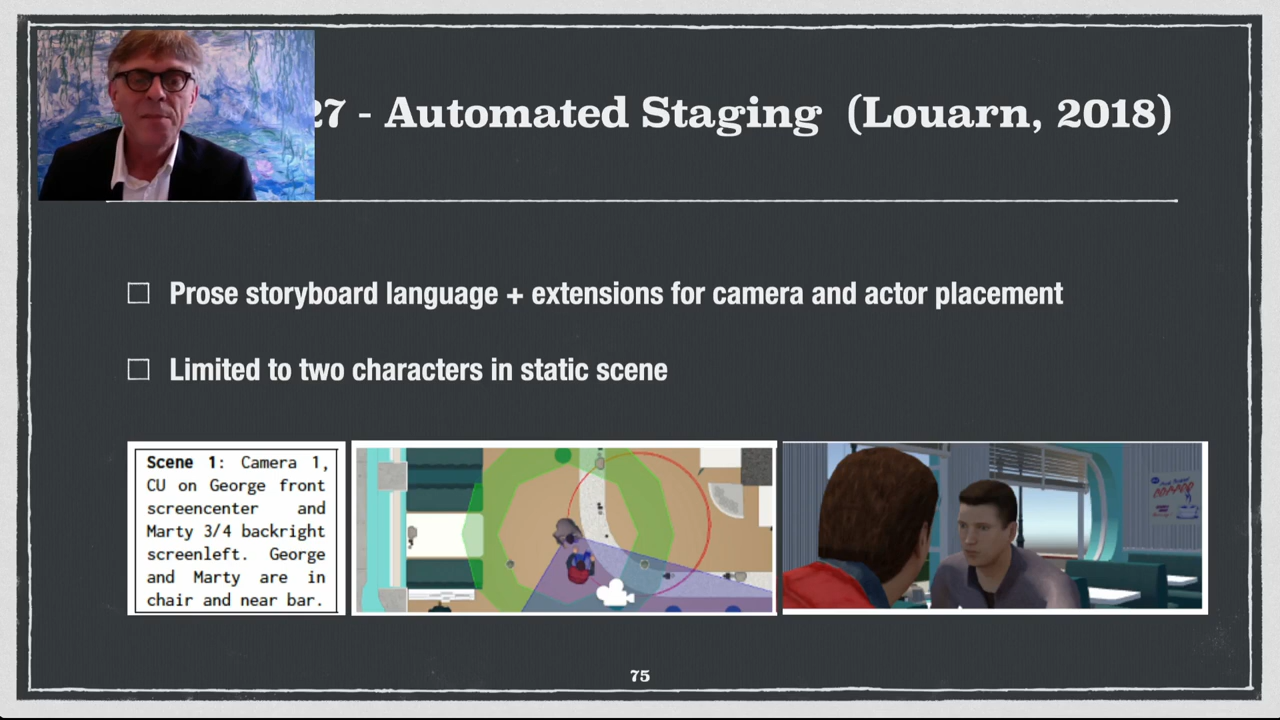 27 - Automated Staging (Louarn, 2018)
Prose storyboard language + extensions for camera and actor placement
Limited to two characters in static scene
Scene 1: Camera 1,
CU on George front
screencenter and
Marty 3/4 backright
screenleft. George
and Marty are in
chair and near bar.
75